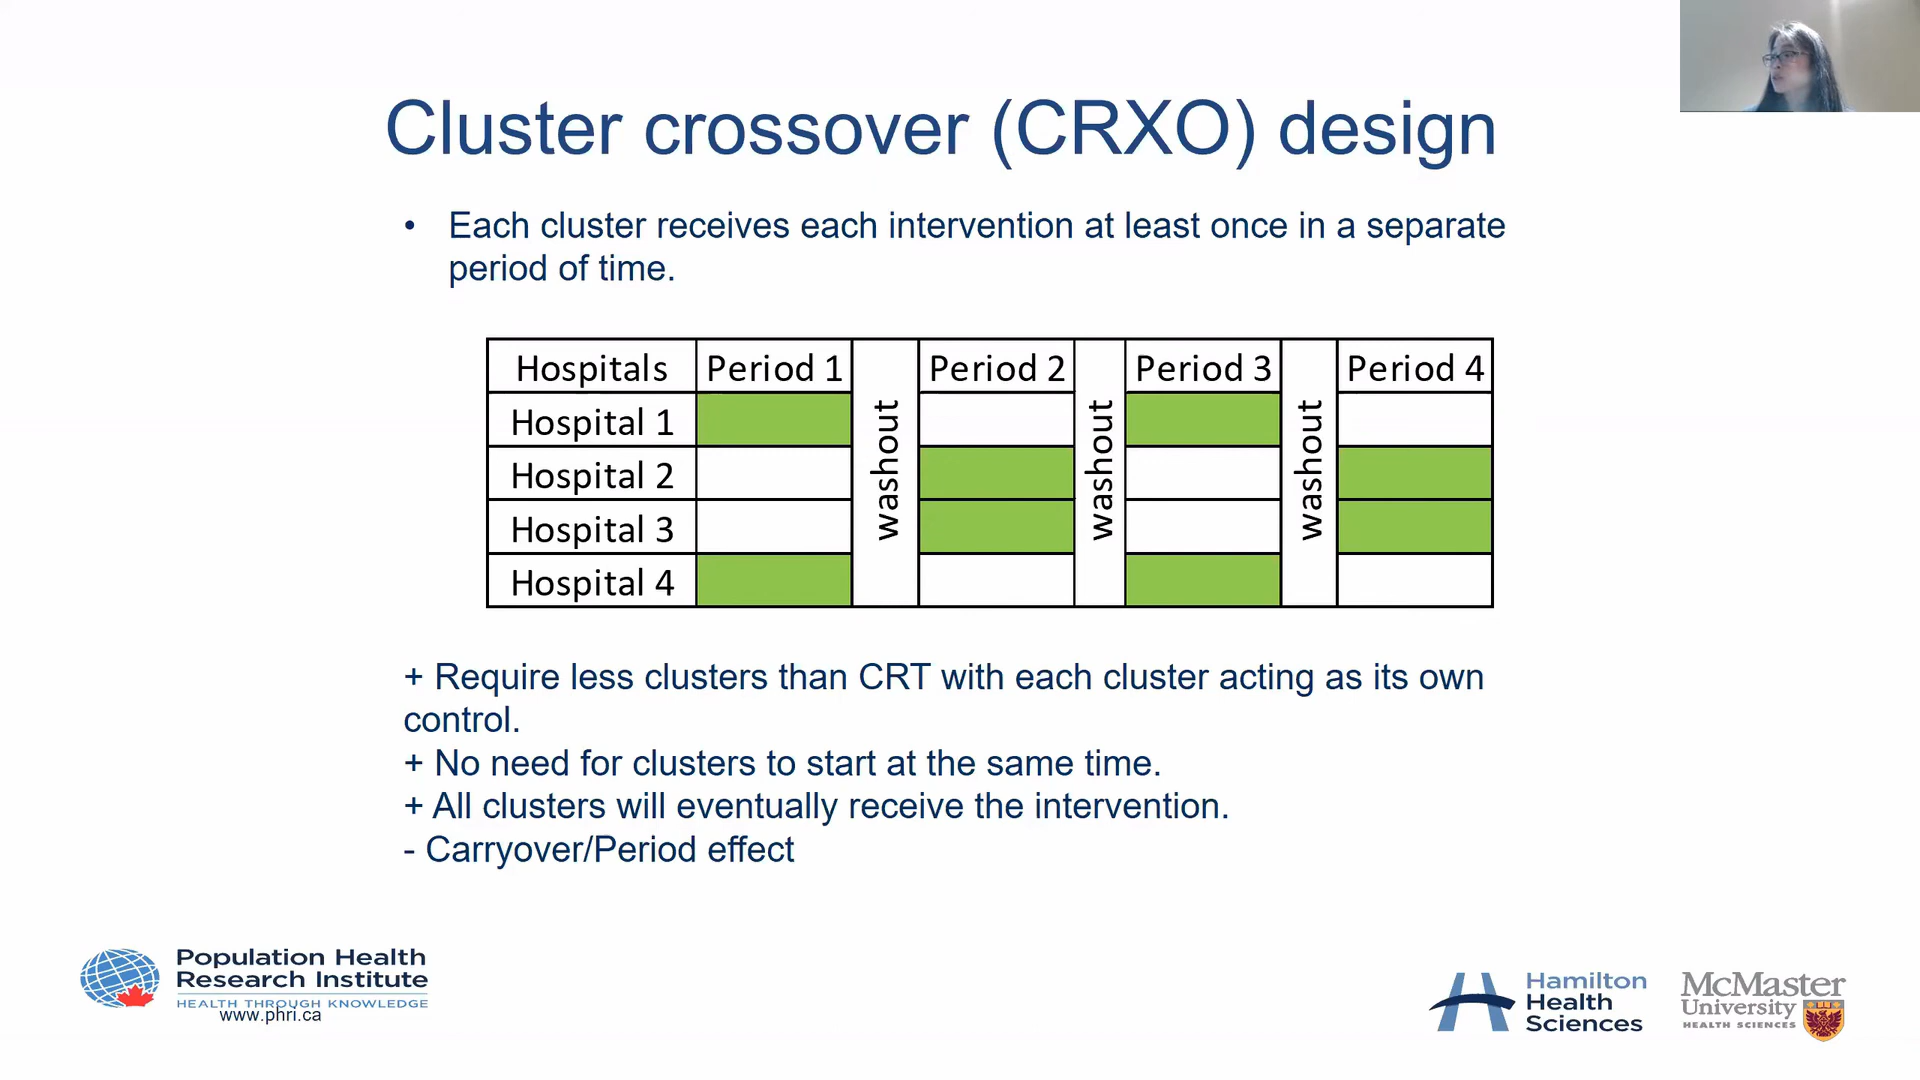 Cluster crossover (CRXO) design
• Each cluster receives each intervention at least once in a separate
period of time.
Hospitals Period 1 washout Period 2 washout Period 3 washout Period 4
Hospital 1
Hospital 2
Hospital 3
Hospital 4
+ Require less clusters than CRT with each cluster acting as its own
control.
+ No need for clusters to start at the same time.
+ All clusters will eventually receive the intervention.
- Carryover/Period effect
Population Health
Research Institute
HEALTH THROUGH KNOWLEDGE
www.phri.ca
Hamilton
Health
Sciences
McMaster
University
HEALTH SCIENCES